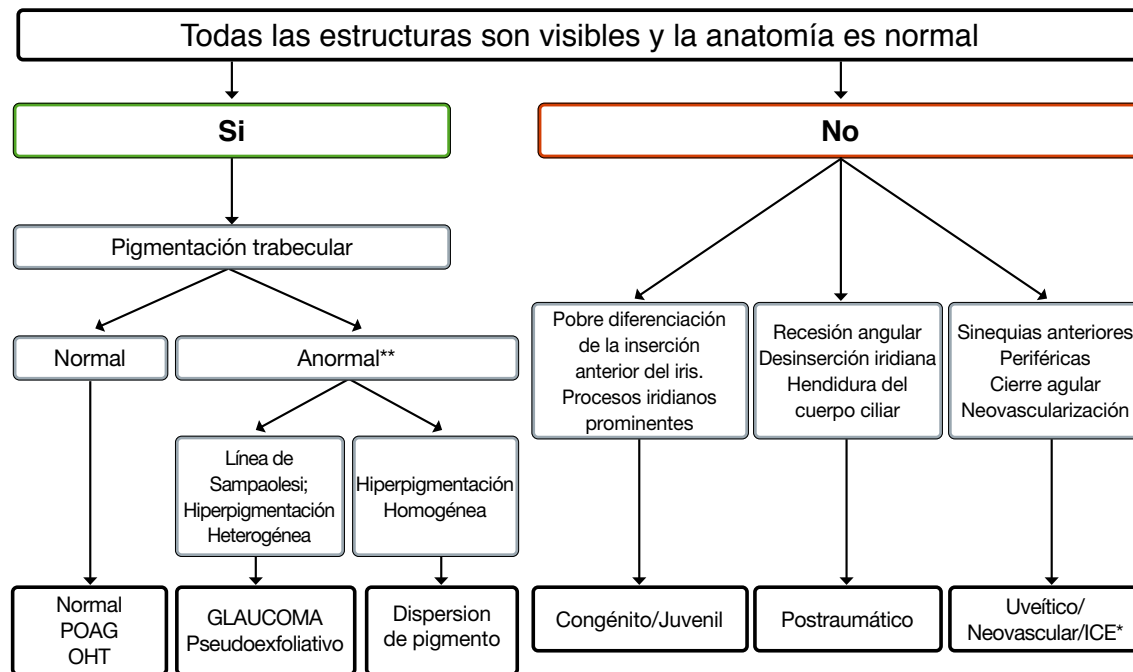 Todas las estructuras son visibles y la anatomía es normal
Si
No
Pigmentación trabecular
Normal
Anormal**
Pobre diferenciación
de la inserción
anterior del iris.
Procesos iridianos
prominentes
Recesión angular
Desinserción iridiana
Hendidura del
cuerpo ciliar
Sinequias anteriores
Periféricas
Cierre agular
Neovascularización
Línea de
Sampaolesi;
Hiperpigmentación
Heterogénea
Hiperpigmentación
Homogénea
Normal
POAG
OHT
GLAUCOMA
Pseudoexfoliativo
Dispersion
de pigmento
Congénito/Juvenil
Postraumático
Uveítico/
Neovascular/ICE*